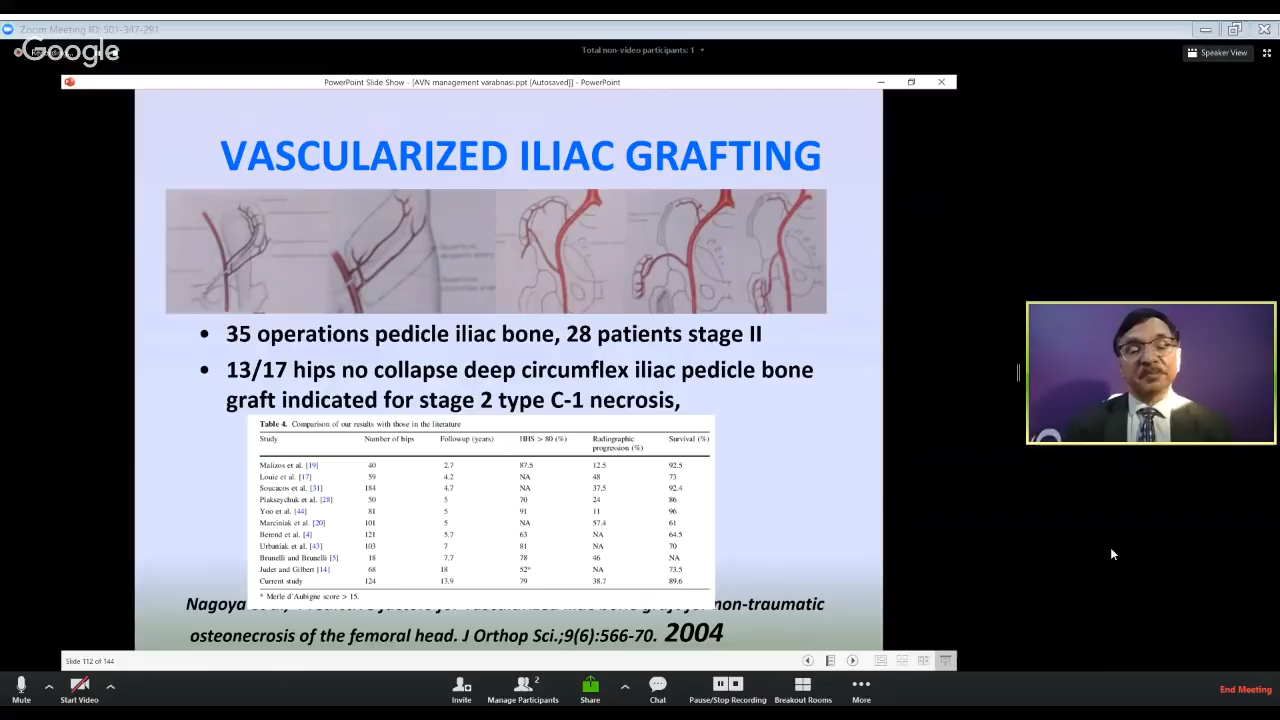 Zoom Meeting ID: 501-347-291
Google
Total non-video participants: 1
Speaker View
PowerPoint Slide Show - [AVN management varabnasi.ppt [Autosaved]] - PowerPoint
VASCULARIZED ILIAC GRAFTING
• 35 operations pedicle iliac bone, 28 patients stage II
• 13/17 hips no collapse deep circumflex iliac pedicle bone
graft indicated for stage 2 type C-1 necrosis,
Table 4. Comparison of our results with those in the literature
Study Number of hips Followup (years) HHS > 80 (%) Radiographic progression (%) Survival (%)
Malizos et al. [19] 40 2.7 87.5 12.5 92.5
Louie et al. [17] 59 4.2 NA 48 73
Soucacos et al. [31] 184 4.7 NA 37.5 92.4
Plakseychuk et al. [28] 50 5 70 24 86
Yoo et al. [44] 81 5 91 11 96
Marciniak et al. [20] 101 5 NA 57.4 61
Berend et al. [4] 121 5.7 63 NA 64.5
Urbaniak et al. [43] 103 7 81 NA 70
Brunelli and Brunelli [5] 18 7.7 78 46 NA
Judet and Gilbert [14] 68 18 52* NA 73.5
Current study 124 13.9 79 38.7 89.6
* Merle d'Aubigne score > 15.
Nagoya non-traumatic
osteonecrosis of the femoral head. J Orthop Sci.;9(6):566-70. 2004
Slide 112 of 144
Mute
Start Video
Invite
2
Manage Participants
Share
Chat
Pause/Stop Recording
Breakout Rooms
More
End Meeting